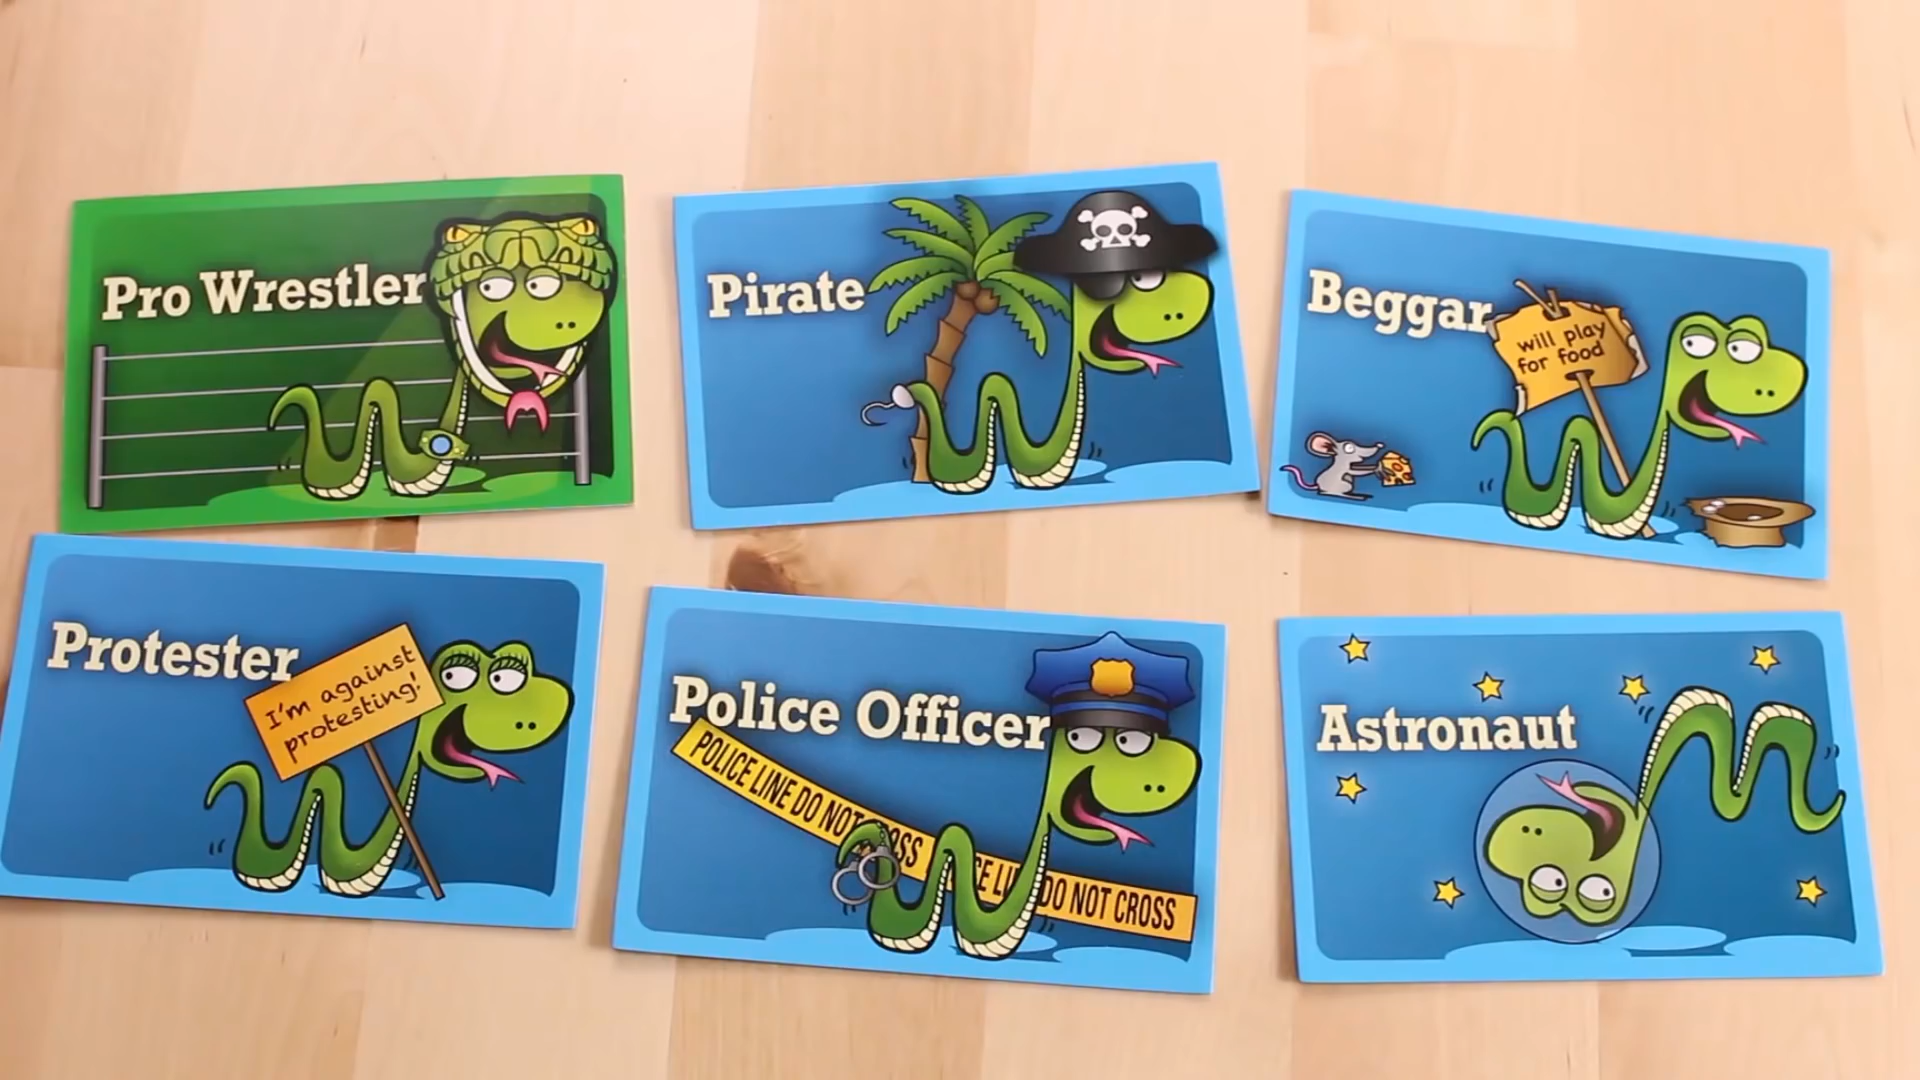 Pro Wrestler
Pirate
Beggar
will play
for food
Protester
I'm against
protesting!
Police Officer
POLICE LINE DO NOT CROSS
LINE DO NOT CROSS
Astronaut